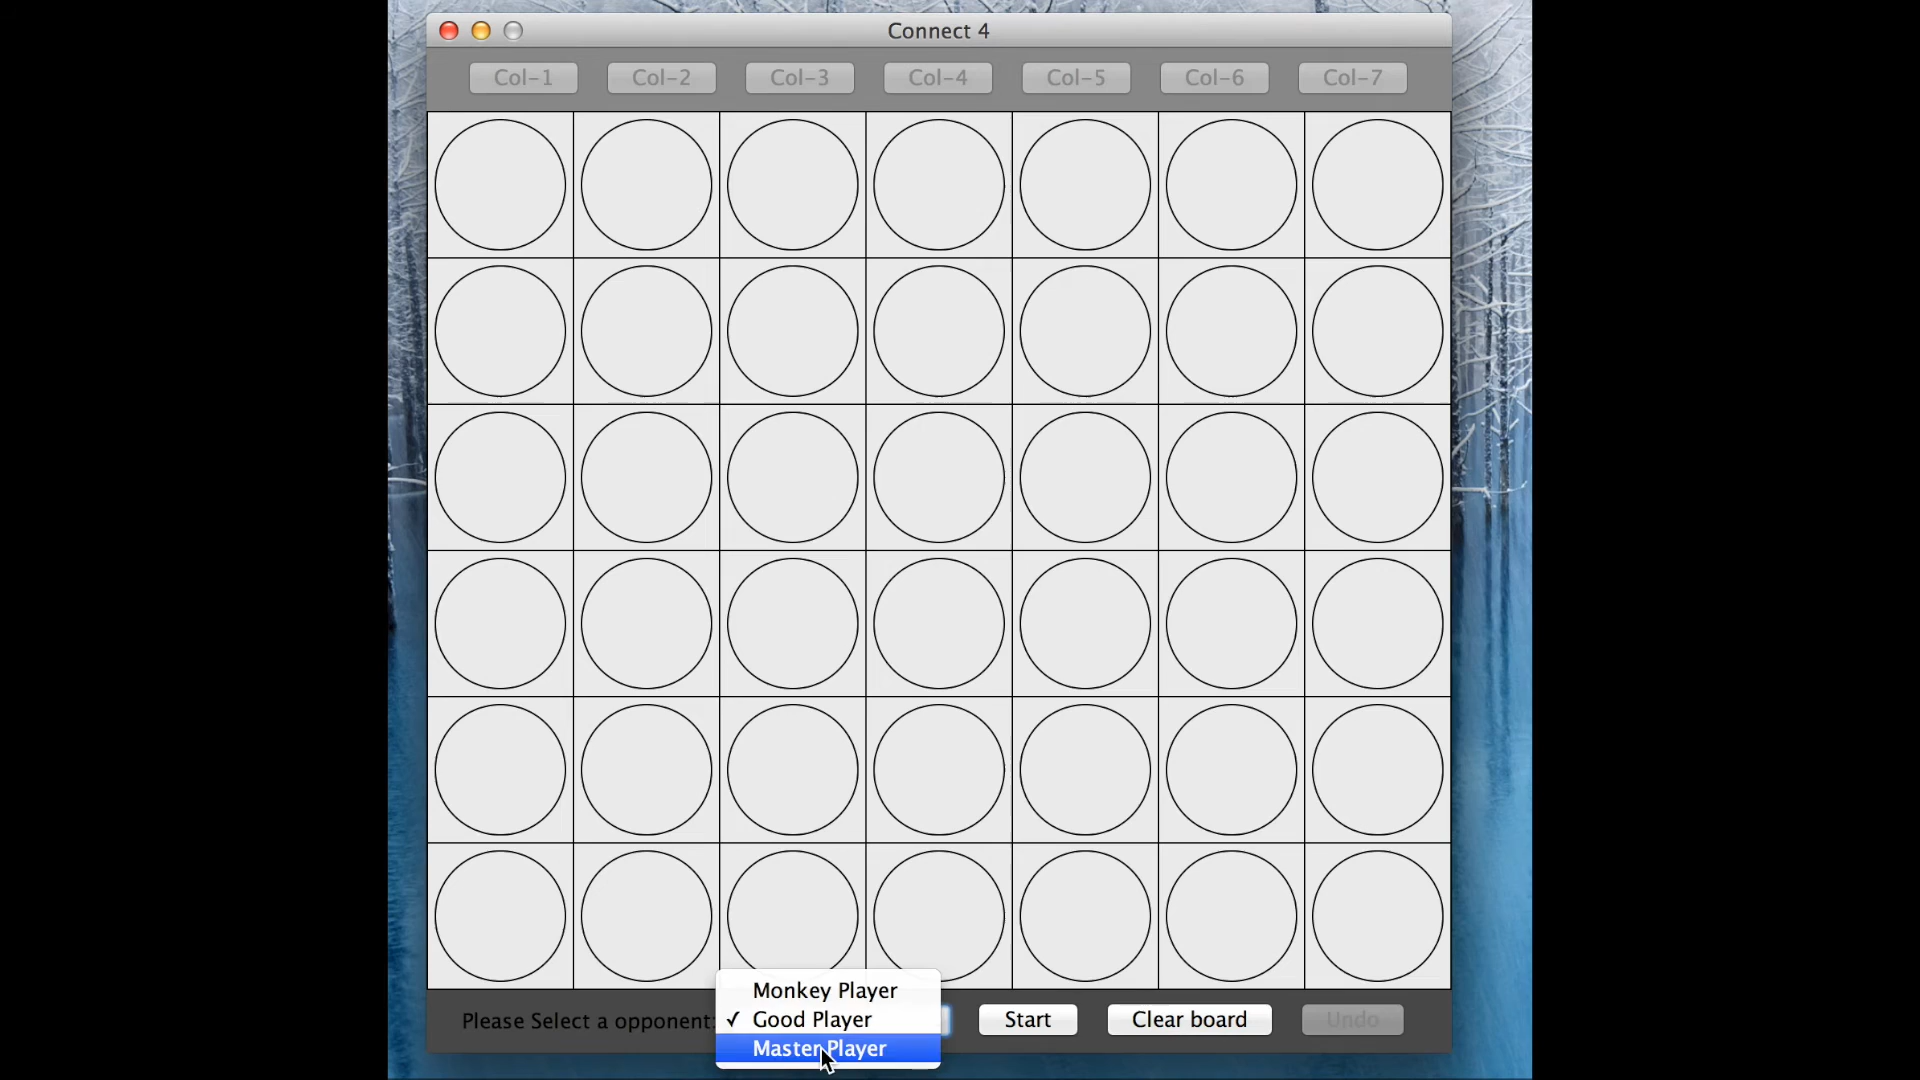 Connect 4
Col-1 Col-2 Col-3 Col-4 Col-5 Col-6 Col-7
Monkey Player
Please Select a opponent: ✓ Good Player Start Clear board Undo
Master Player